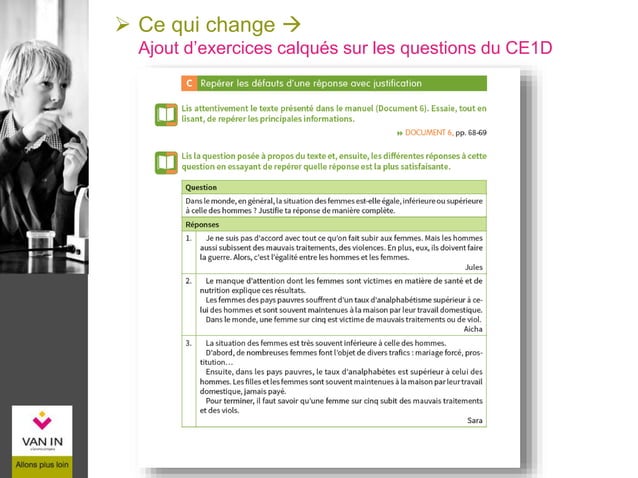 ➢ Ce qui change →
Ajout d’exercices calqués sur les questions du CE1D
C Repérer les défauts d’une réponse avec justification
Lis attentivement le texte présenté dans le manuel (Document 6). Essaie, tout en
lisant, de repérer les principales informations.
DOCUMENT 6, pp. 68-69
Lis la question posée à propos du texte et, ensuite, les différentes réponses à cette
question en essayant de repérer quelle réponse est la plus satisfaisante.
Question
Dans le monde, en général, la situation des femmes est-elle égale, inférieure ou supérieure
à celle des hommes ? Justifie ta réponse de manière complète.
Réponses
1. Je ne suis pas d’accord avec tout ce qu’on fait subir aux femmes. Mais les hommes
aussi subissent des mauvais traitements, des violences. En plus, eux, ils doivent faire
la guerre. Alors, c’est l’égalité entre les hommes et les femmes.
Jules
2. Le manque d’attention dont les femmes sont victimes en matière de santé et de
nutrition explique ces résultats.
Les femmes des pays pauvres souffrent d’un taux d’analphabétisme supérieur à ce-
lui des hommes et sont souvent maintenues à la maison par leur travail domestique.
Dans le monde, une femme sur cinq est victime de mauvais traitements ou de viol.
Aicha
3. La situation des femmes est très souvent inférieure à celle des hommes.
D’abord, de nombreuses femmes font l’objet de divers trafics : mariage forcé, pros-
titution…
Ensuite, dans les pays pauvres, le taux d’analphabètes est supérieur à celui des
hommes. Les filles et les femmes sont souvent maintenues à la maison par leur travail
domestique, jamais payé.
Pour terminer, il faut savoir qu’une femme sur cinq subit des mauvais traitements
et des viols.
Sara
VAN IN
Allons plus loin